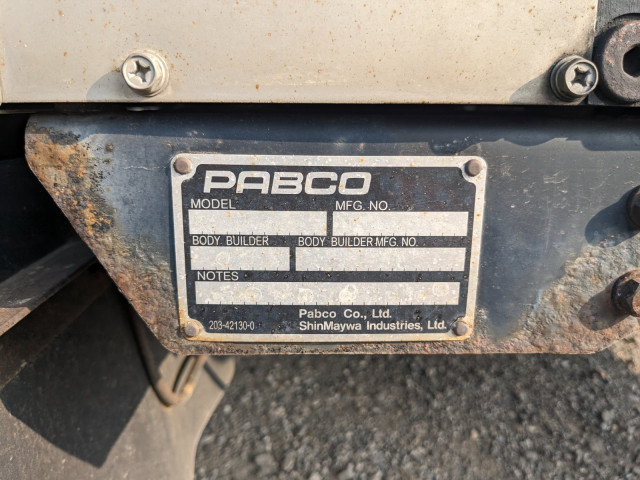 PABCO
MODEL MFG. NO.
BODY BUILDER BODY BUILDER MFG. NO.
NOTES
Pabco Co., Ltd.
203-42130-0 ShinMaywa Industries, Ltd.